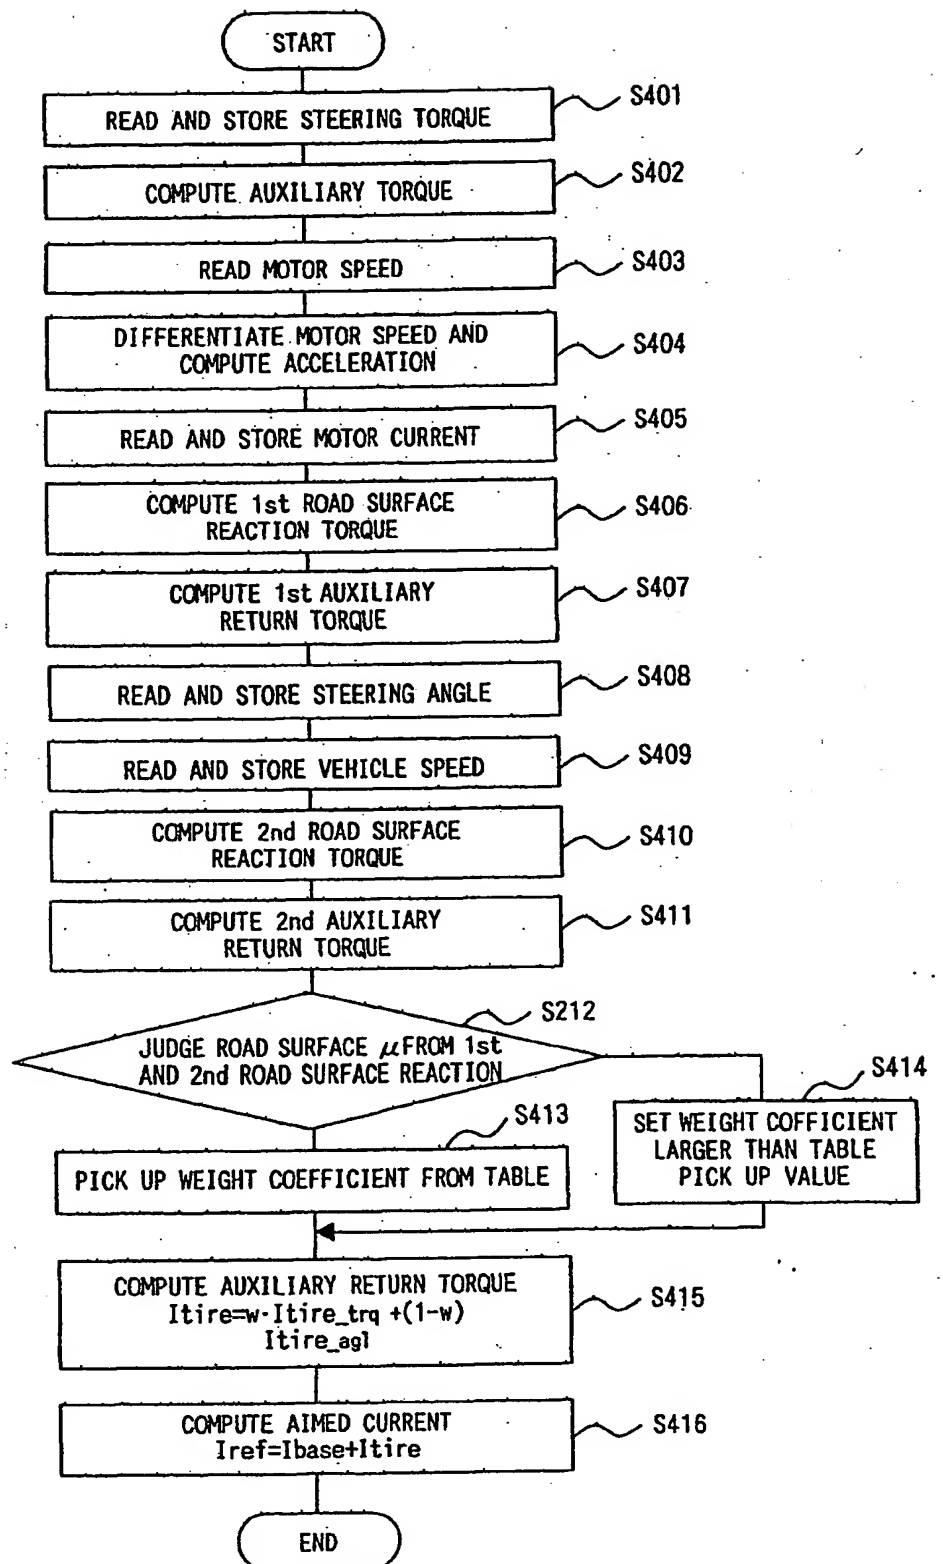 START
READ AND STORE STEERING TORQUE
S401
COMPUTE AUXILIARY TORQUE
S402
READ MOTOR SPEED
S403
DIFFERENTIATE MOTOR SPEED AND
COMPUTE ACCELERATION
S404
READ AND STORE MOTOR CURRENT
S405
COMPUTE 1st ROAD SURFACE
REACTION TORQUE
S406
COMPUTE 1st AUXILIARY
RETURN TORQUE
S407
READ AND STORE STEERING ANGLE
S408
READ AND STORE VEHICLE SPEED
S409
COMPUTE 2nd ROAD SURFACE
REACTION TORQUE
S410
COMPUTE 2nd AUXILIARY
RETURN TORQUE
S411
JUDGE ROAD SURFACE μ FROM 1st
AND 2nd ROAD SURFACE REACTION
S212
SET WEIGHT COFFICIENT
LARGER THAN TABLE
PICK UP VALUE
S414
PICK UP WEIGHT COEFFICIENT FROM TABLE
S413
COMPUTE AUXILIARY RETURN TORQUE
Itire=w·Itire_trq +(1-w)
Itire_agl
S415
COMPUTE AIMED CURRENT
Iref=Ibase+Itire
S416
END